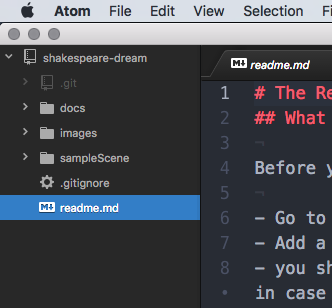 Atom File Edit View Selection
shakespeare-dream
.git
docs
images
sampleScene
.gitignore
readme.md
readme.md
1 # The Re
2 ## What
3 ¬
4 Before y
5 ¬
6 - Go to
7 - Add a
8 - you sh
• in case